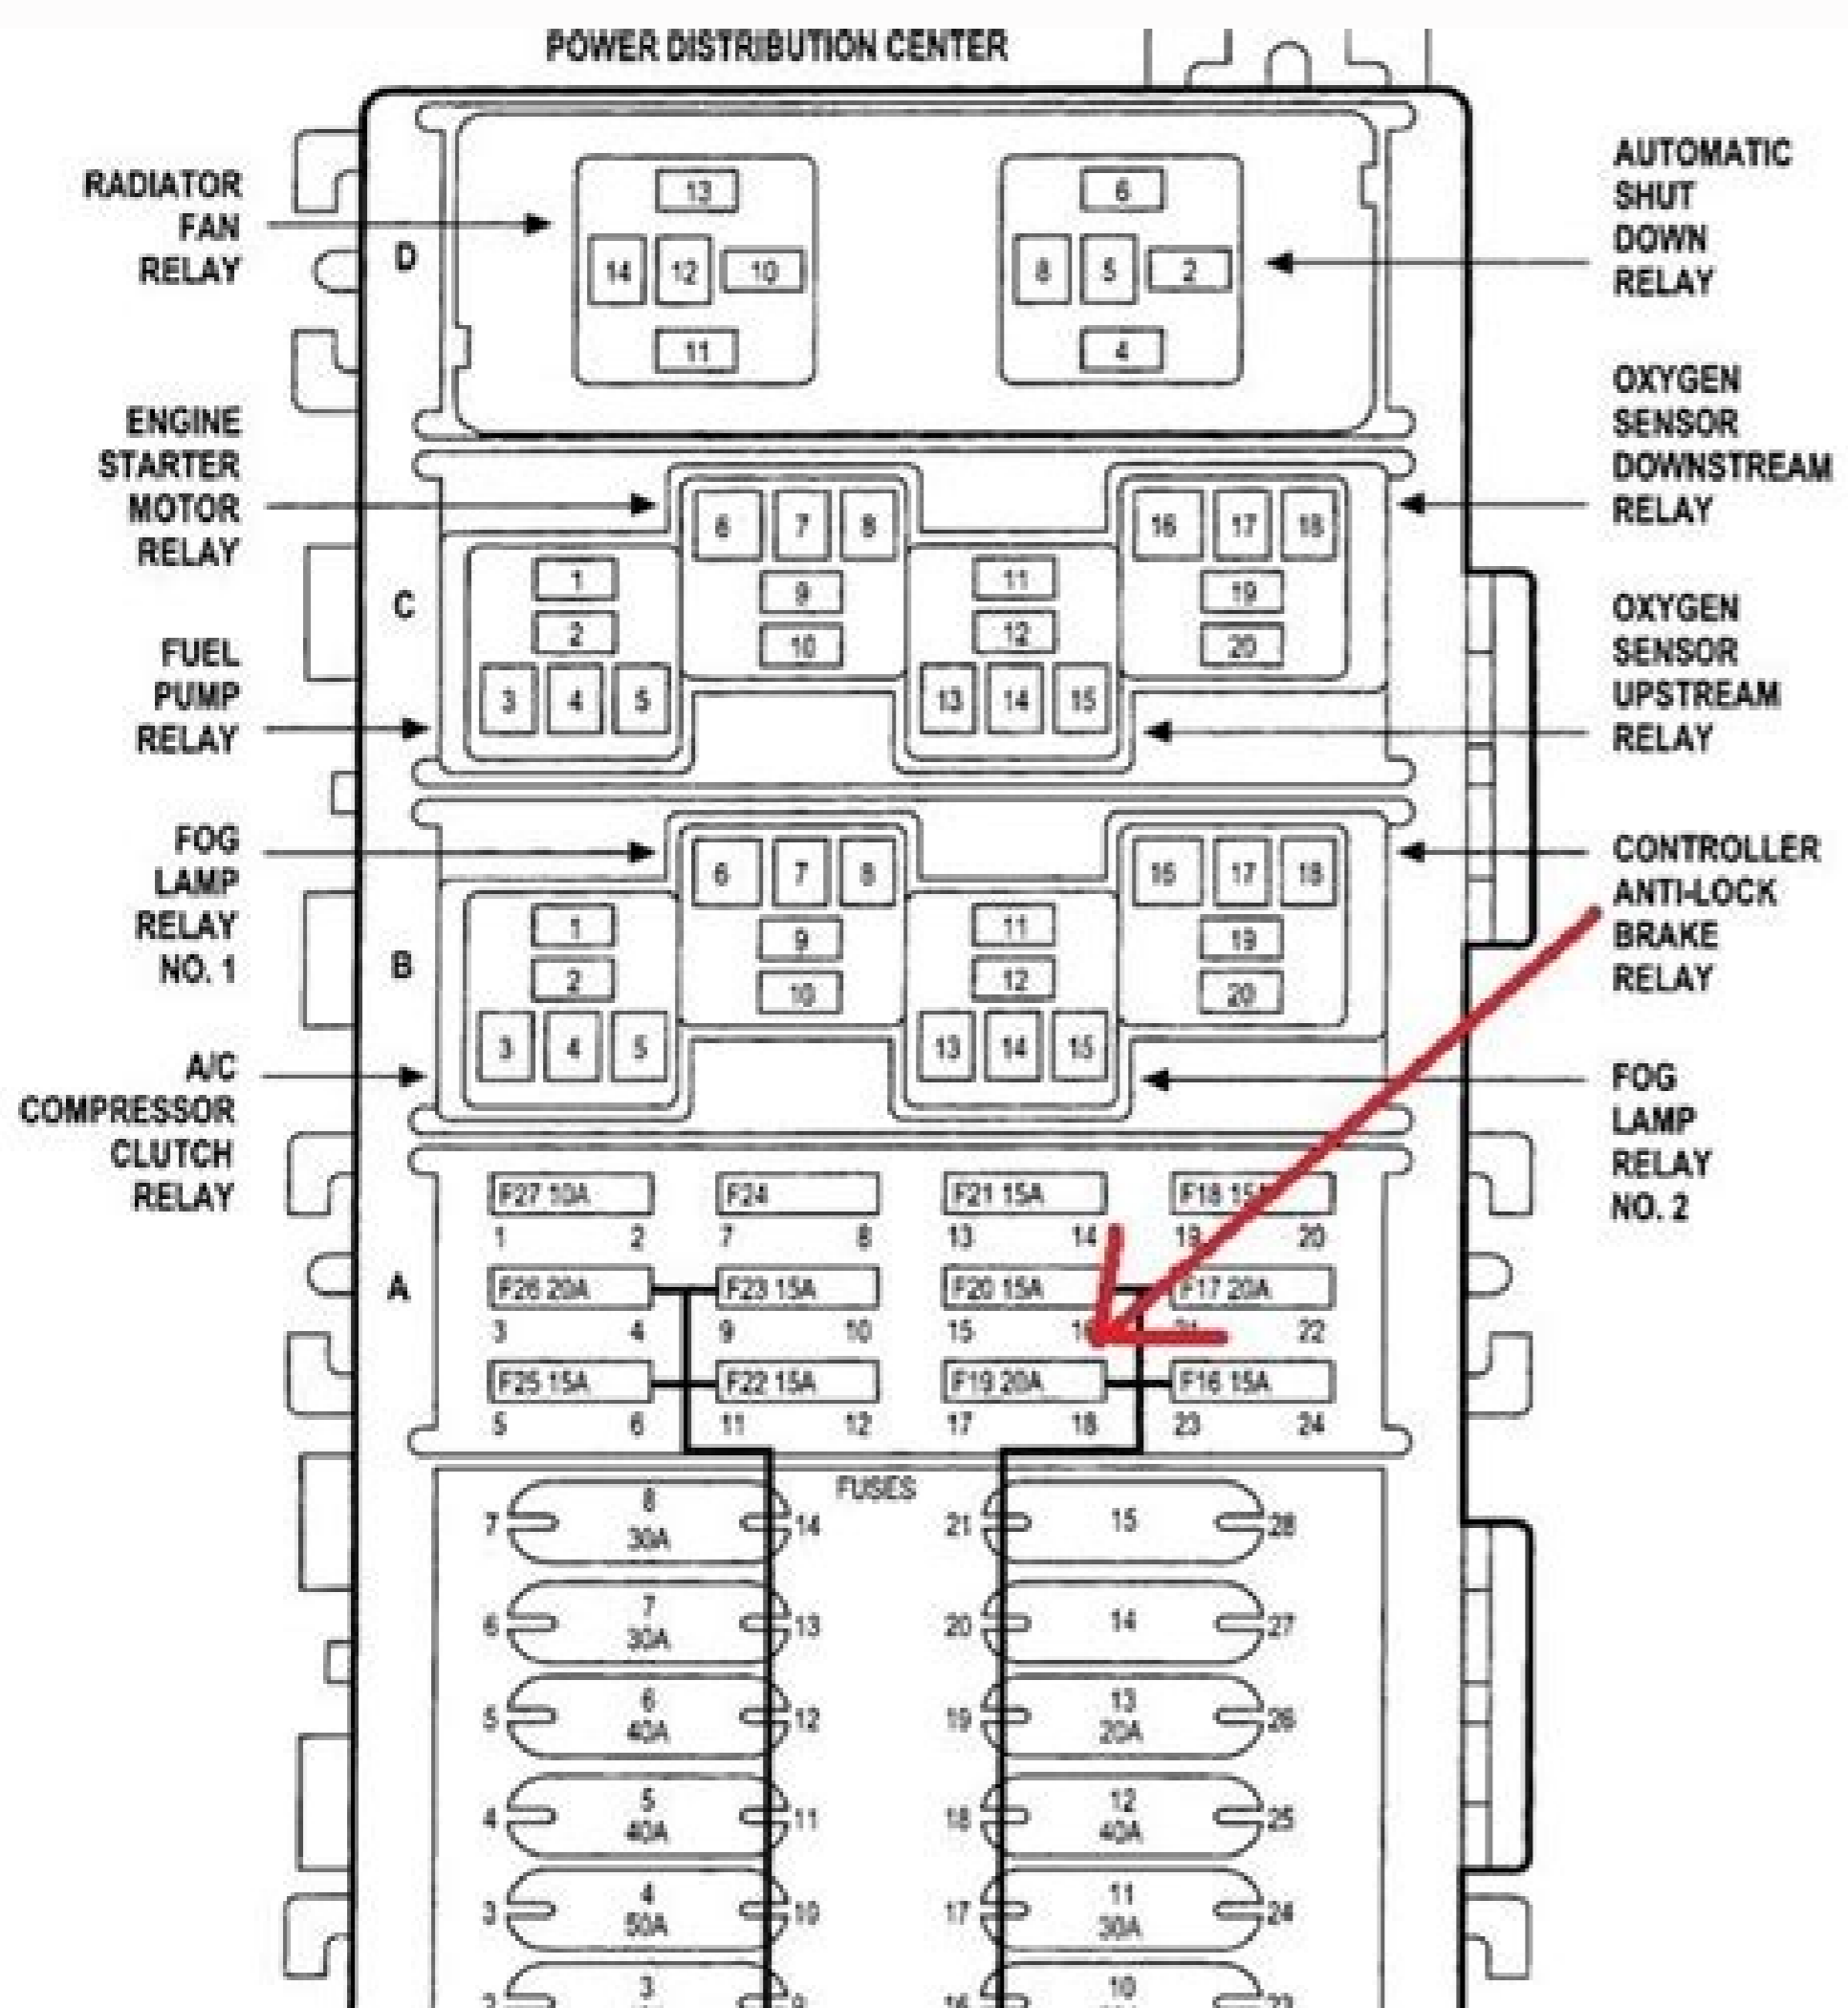 POWER DISTRIBUTION CENTER
RADIATOR
FAN
RELAY
D
13
14 12 10
11
6
8 5 2
4
AUTOMATIC
SHUT
DOWN
RELAY
ENGINE
STARTER
MOTOR
RELAY
FUEL
PUMP
RELAY
C
6 7 8
9
10
1
2
3 4 5
11
12
13 14 15
16 17 18
19
20
OXYGEN
SENSOR
DOWNSTREAM
RELAY
OXYGEN
SENSOR
UPSTREAM
RELAY
FOG
LAMP
RELAY
NO. 1
A/C
COMPRESSOR
CLUTCH
RELAY
B
6 7 8
9
10
1
2
3 4 5
11
12
13 14 15
16 17 18
19
20
CONTROLLER
ANTI-LOCK
BRAKE
RELAY
FOG
LAMP
RELAY
NO. 2
A
F27 10A F24 F21 15A F18
1 2 7 8 13 14 19 20
F26 20A F23 15A F20 15A F17 20A
3 4 9 10 15 22
F25 15A F22 15A F19 20A F16 15A
5 6 11 12 17 18 23 24
FUSES
7 8 30A 14 21 15 28
6 7 30A 13 20 14 27
5 6 40A 12 19 13 20A 26
4 5 40A 11 18 12 40A 25
3 4 50A 10 17 11 30A 24
3 10